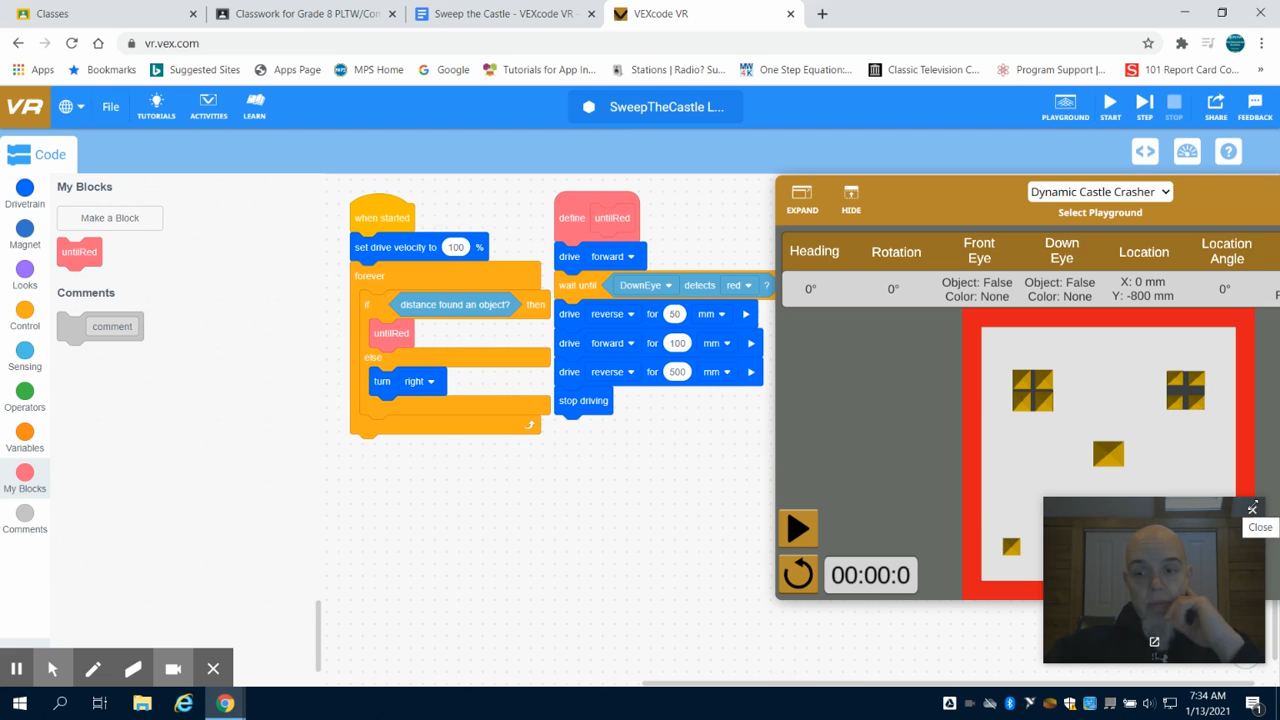 Classes
Classwork for Grade 8 PLTW/Con
Sweep the Castle - VEXcode VR
VEXcode VR
vr.vex.com
Apps
Bookmarks
Suggested Sites
Apps Page
MPS Home
Google
Tutorials for App In...
Stations | Radio? Su...
One Step Equation:...
Classic Television C...
Program Support |...
101 Report Card Co...
VR
File
TUTORIALS
ACTIVITIES
LEARN
SweepTheCastle L...
PLAYGROUND
START
STEP
STOP
SHARE
FEEDBACK
Code
Drivetrain
Magnet
Looks
Control
Sensing
Operators
Variables
My Blocks
Comments
My Blocks
Make a Block
untilRed
Comments
comment
when started
set drive velocity to 100 %
forever
if distance found an object? then
untilRed
else
turn right
define untilRed
drive forward
wait until DownEye detects red ?
drive reverse for 50 mm
drive forward for 100 mm
drive reverse for 500 mm
stop driving
EXPAND
HIDE
Dynamic Castle Crasher
Select Playground
Heading
Rotation
Front Eye
Down Eye
Location
Location Angle
0°
0°
Object: False
Color: None
Object: False
Color: None
X: 0 mm
Y: -800 mm
0°
00:00:0
Close
7:34 AM
1/13/2021
1